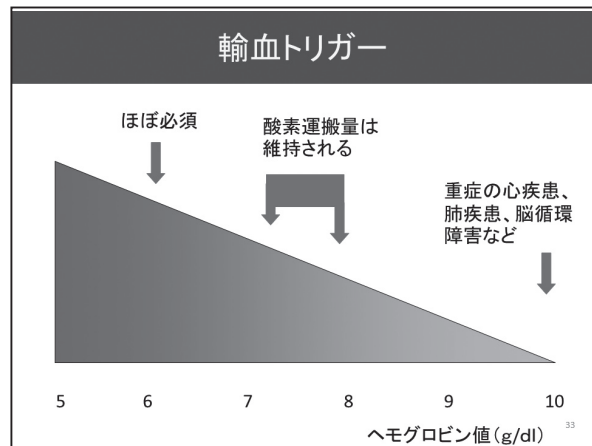 輸血トリガー
ほぼ必須
酸素運搬量は
維持される
重症の心疾患、
肺疾患、脳循環
障害など
5 6 7 8 9 10
ヘモグロビン値(g/dl)
33